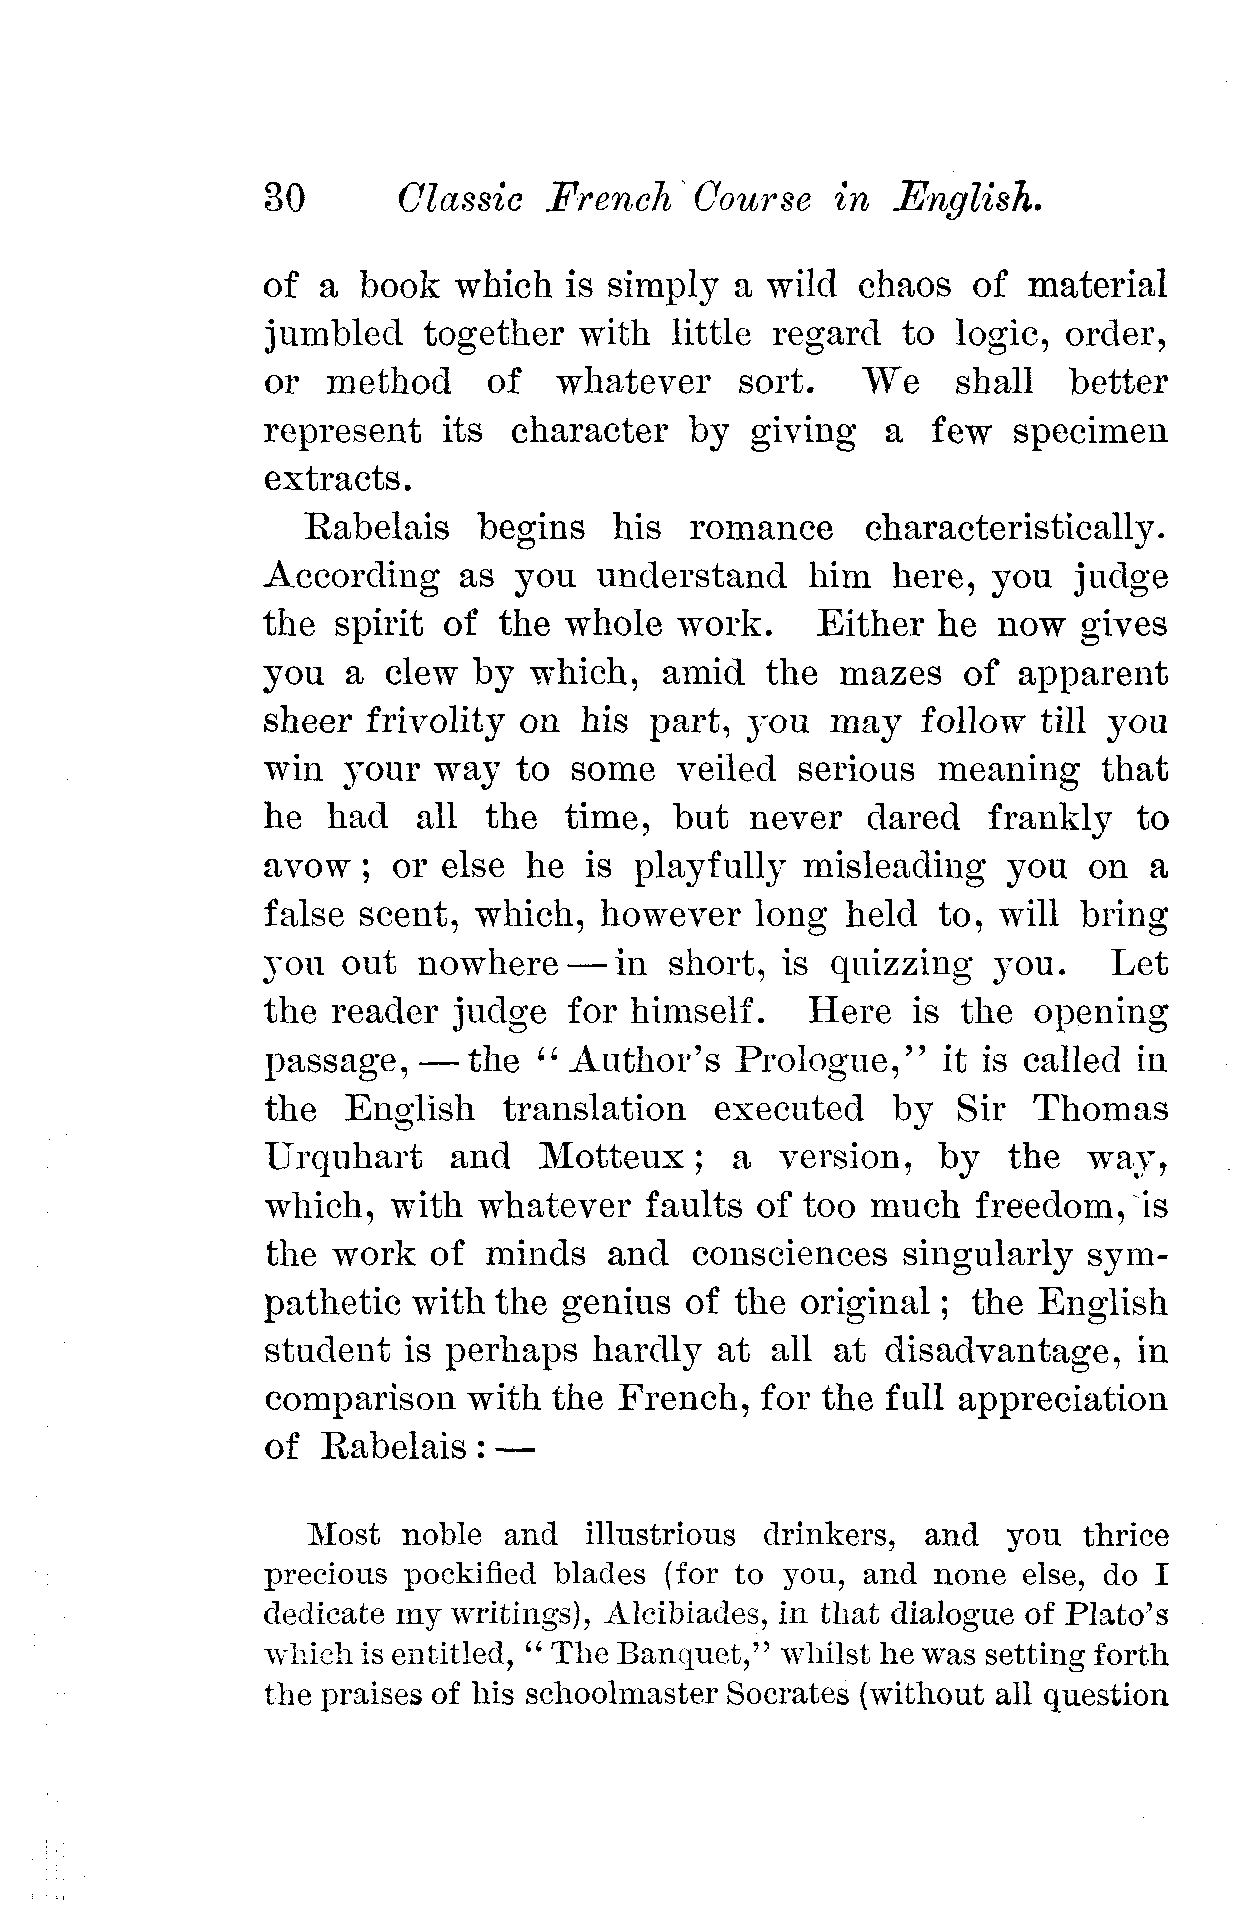 30 Classic French Course in English.
of a book which is simply a wild chaos of material
jumbled together with little regard to logic, order,
or method of whatever sort. We shall better
represent its character by giving a few specimen
extracts.
Rabelais begins his romance characteristically.
According as you understand him here, you judge
the spirit of the whole work. Either he now gives
you a clew by which, amid the mazes of apparent
sheer frivolity on his part, you may follow till you
win your way to some veiled serious meaning that
he had all the time, but never dared frankly to
avow; or else he is playfully misleading you on a
false scent, which, however long held to, will bring
you out nowhere — in short, is quizzing you. Let
the reader judge for himself. Here is the opening
passage, — the “Author’s Prologue,” it is called in
the English translation executed by Sir Thomas
Urquhart and Motteux; a version, by the way,
which, with whatever faults of too much freedom, is
the work of minds and consciences singularly sym-
pathetic with the genius of the original; the English
student is perhaps hardly at all at disadvantage, in
comparison with the French, for the full appreciation
of Rabelais: —
Most noble and illustrious drinkers, and you thrice
precious pockified blades (for to you, and none else, do I
dedicate my writings), Alcibiades, in that dialogue of Plato’s
which is entitled, “The Banquet,” whilst he was setting forth
the praises of his schoolmaster Socrates (without all question